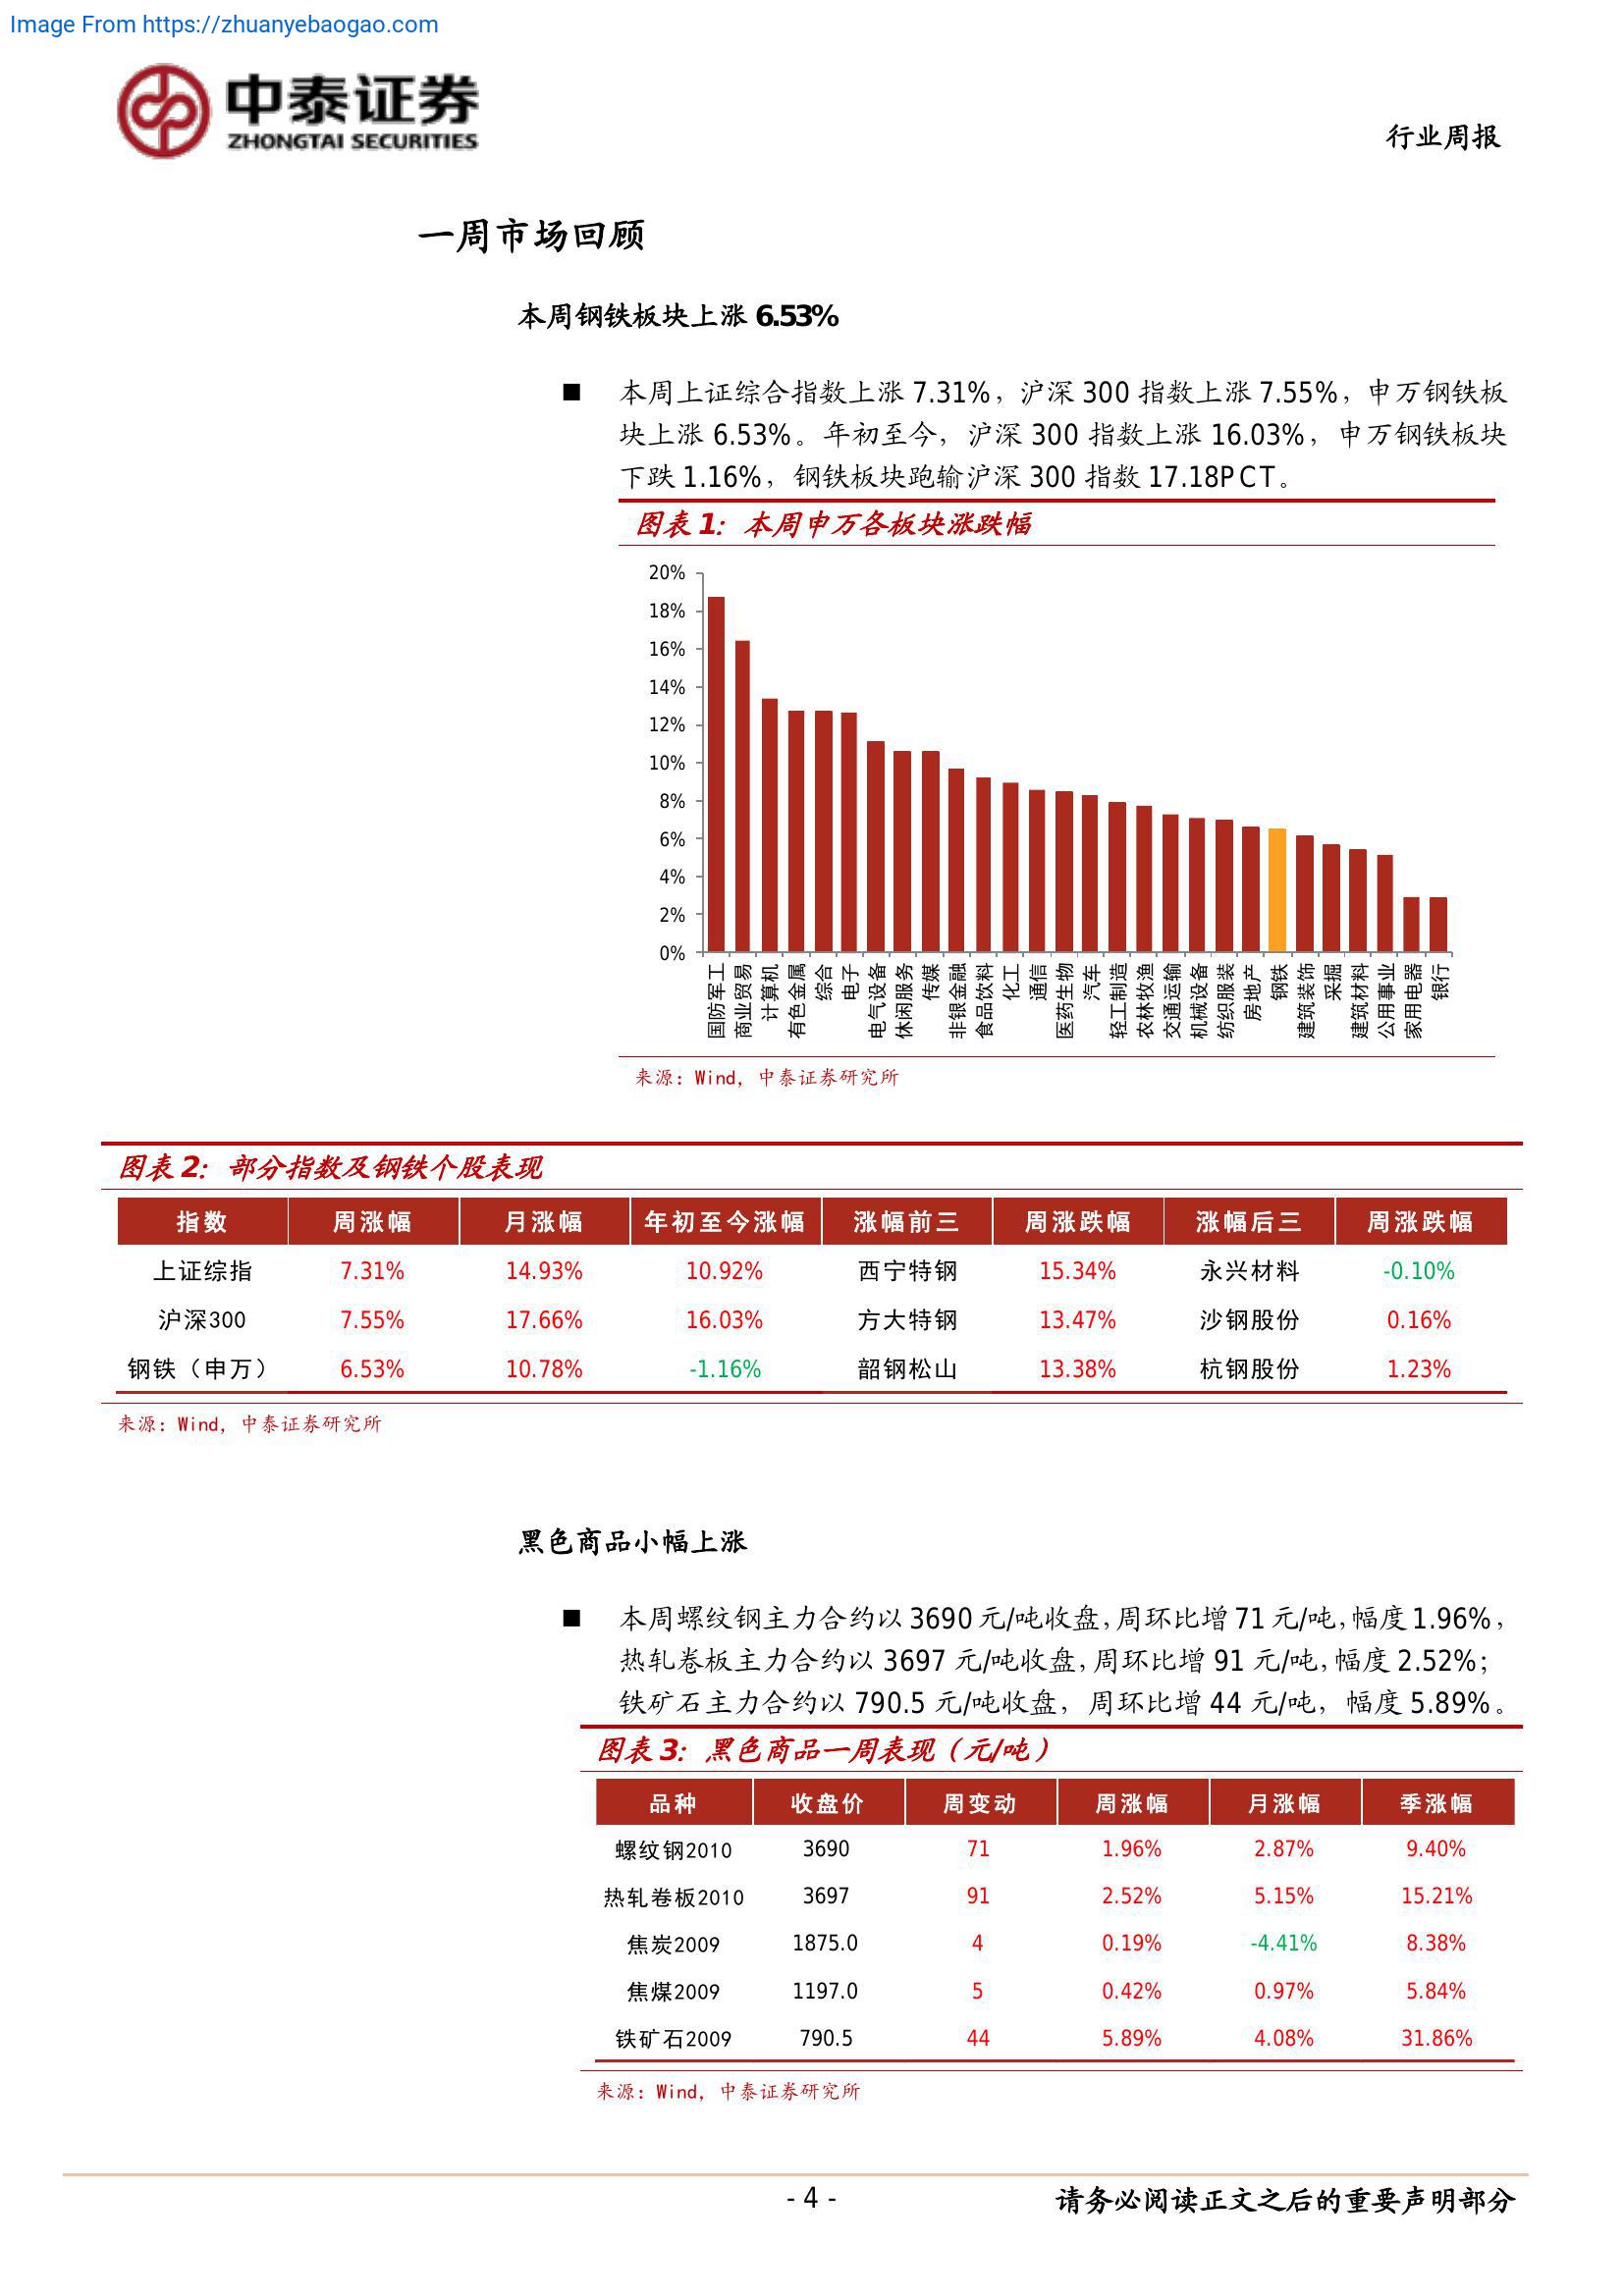 Image From https://zhuanyebaogao.com
中泰证券
ZHONGTAI SECURITIES
行业周报
一周市场回顾
本周钢铁板块上涨 6.53%
■ 本周上证综合指数上涨 7.31%，沪深 300 指数上涨 7.55%，申万钢铁板
块上涨 6.53%。年初至今，沪深 300 指数上涨 16.03%，申万钢铁板块
下跌 1.16%，钢铁板块跑输沪深 300 指数 17.18PCT。
图表 1：本周申万各板块涨跌幅
20%
18%
16%
14%
12%
10%
8%
6%
4%
2%
0%
国防军工
商业贸易
计算机
有色金属
综合
电子
电气设备
休闲服务
传媒
非银金融
食品饮料
化工
通信
医药生物
汽车
轻工制造
农林牧渔
交通运输
机械设备
纺织服装
房地产
钢铁
建筑装饰
采掘
建筑材料
公用事业
家用电器
银行
来源：Wind，中泰证券研究所
图表 2：部分指数及钢铁个股表现
指数 周涨幅 月涨幅 年初至今涨幅 涨幅前三 周涨跌幅 涨幅后三 周涨跌幅
上证综指 7.31% 14.93% 10.92% 西宁特钢 15.34% 永兴材料 -0.10%
沪深300 7.55% 17.66% 16.03% 方大特钢 13.47% 沙钢股份 0.16%
钢铁（申万） 6.53% 10.78% -1.16% 韶钢松山 13.38% 杭钢股份 1.23%
来源：Wind，中泰证券研究所
黑色商品小幅上涨
■ 本周螺纹钢主力合约以 3690 元/吨收盘，周环比增 71 元/吨，幅度 1.96%，
热轧卷板主力合约以 3697 元/吨收盘，周环比增 91 元/吨，幅度 2.52%；
铁矿石主力合约以 790.5 元/吨收盘，周环比增 44 元/吨，幅度 5.89%。
图表 3：黑色商品一周表现（元/吨）
品种 收盘价 周变动 周涨幅 月涨幅 季涨幅
螺纹钢2010 3690 71 1.96% 2.87% 9.40%
热轧卷板2010 3697 91 2.52% 5.15% 15.21%
焦炭2009 1875.0 4 0.19% -4.41% 8.38%
焦煤2009 1197.0 5 0.42% 0.97% 5.84%
铁矿石2009 790.5 44 5.89% 4.08% 31.86%
来源：Wind，中泰证券研究所
- 4 -
请务必阅读正文之后的重要声明部分